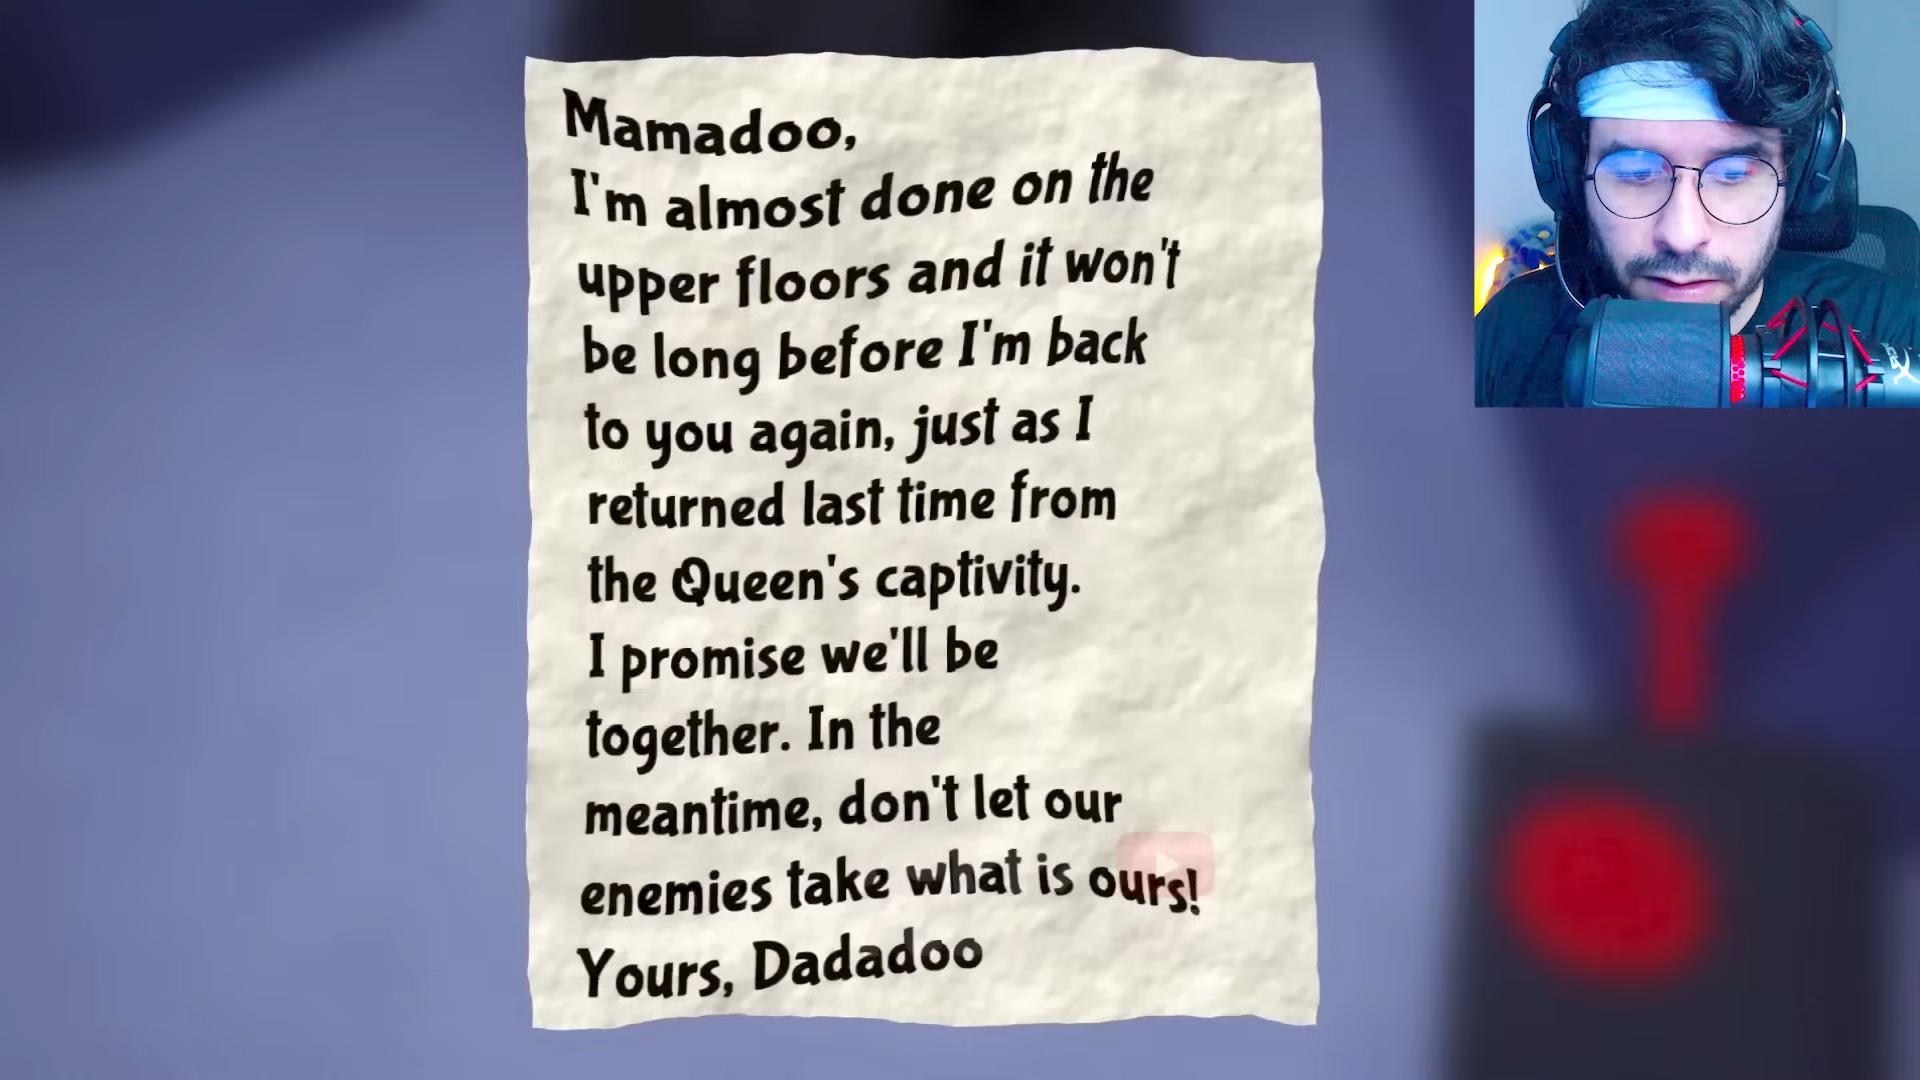 Mamadoo,
I'm almost done on the
upper floors and it won't
be long before I'm back
to you again, just as I
returned last time from
the Queen's captivity.
I promise we'll be
together. In the
meantime, don't let our
enemies take what is ours!
Yours, Dadadoo